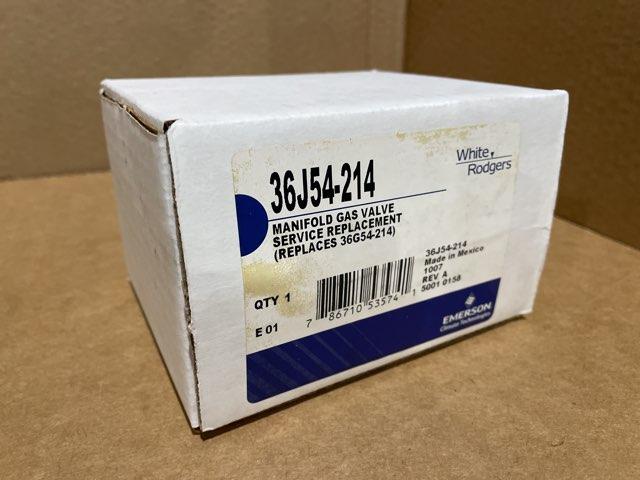 White
Rodgers
36J54-214
MANIFOLD GAS VALVE
SERVICE REPLACEMENT
(REPLACES 36G54-214)
36J54-214
Made in Mexico
1007
REV A
5001 0158
QTY 1
E 01
7 86710 53574 1
EMERSON
Climate Technologies